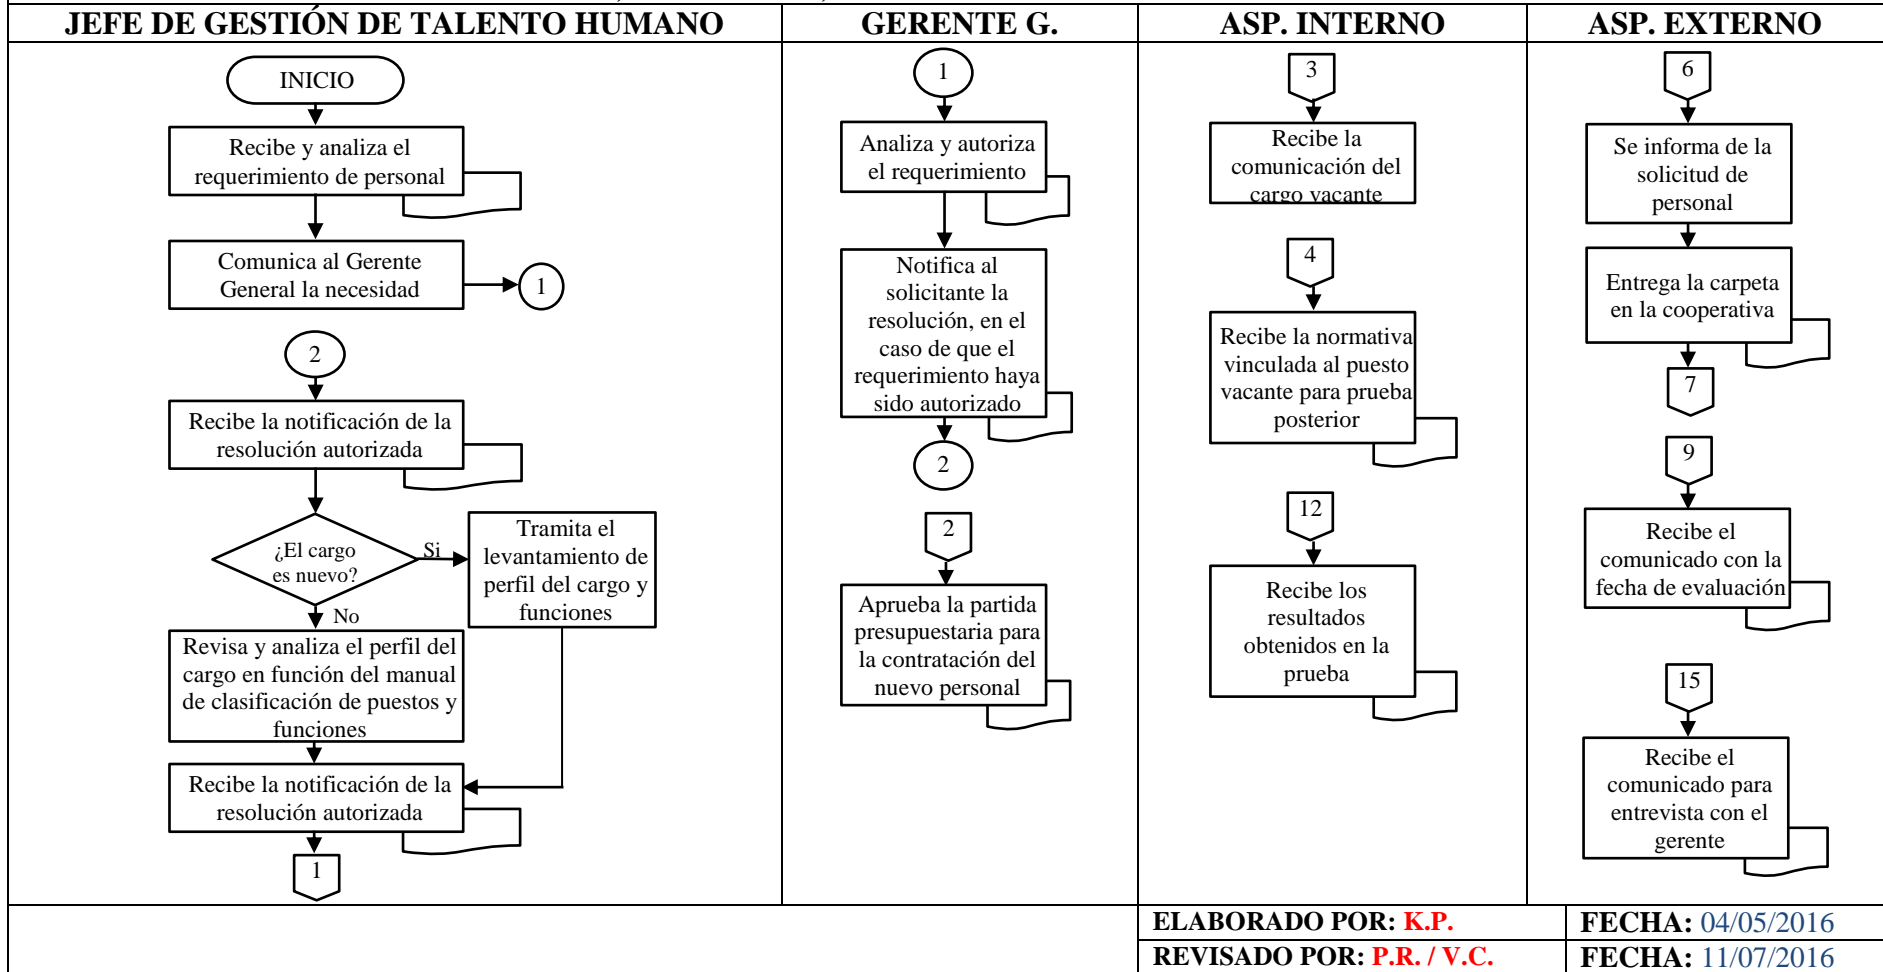 JEFE DE GESTIÓN DE TALENTO HUMANO
GERENTE G.
ASP. INTERNO
ASP. EXTERNO
INICIO
Recibe y analiza el
requerimiento de personal
Comunica al Gerente
General la necesidad
1
2
Recibe la notificación de la
resolución autorizada
¿El cargo
es nuevo?
Si
Tramita el
levantamiento de
perfil del cargo y
funciones
No
Revisa y analiza el perfil del
cargo en función del manual
de clasificación de puestos y
funciones
Recibe la notificación de la
resolución autorizada
1
1
Analiza y autoriza
el requerimiento
Notifica al
solicitante la
resolución, en el
caso de que el
requerimiento haya
sido autorizado
2
2
Aprueba la partida
presupuestaria para
la contratación del
nuevo personal
3
Recibe la
comunicación del
cargo vacante
4
Recibe la normativa
vinculada al puesto
vacante para prueba
posterior
12
Recibe los
resultados
obtenidos en la
prueba
6
Se informa de la
solicitud de
personal
Entrega la carpeta
en la cooperativa
7
9
Recibe el
comunicado con la
fecha de evaluación
15
Recibe el
comunicado para
entrevista con el
gerente
ELABORADO POR: K.P.
FECHA: 04/05/2016
REVISADO POR: P.R. / V.C.
FECHA: 11/07/2016